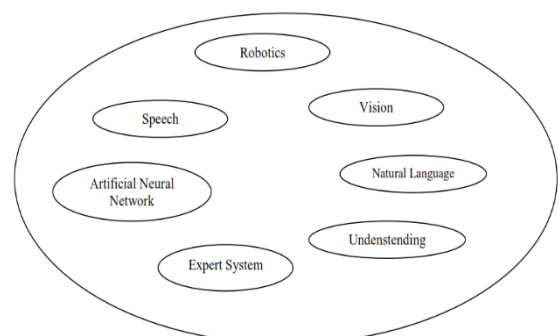 Robotics
Vision
Speech
Natural Language
Artificial Neural
Network
Undenstending
Expert System